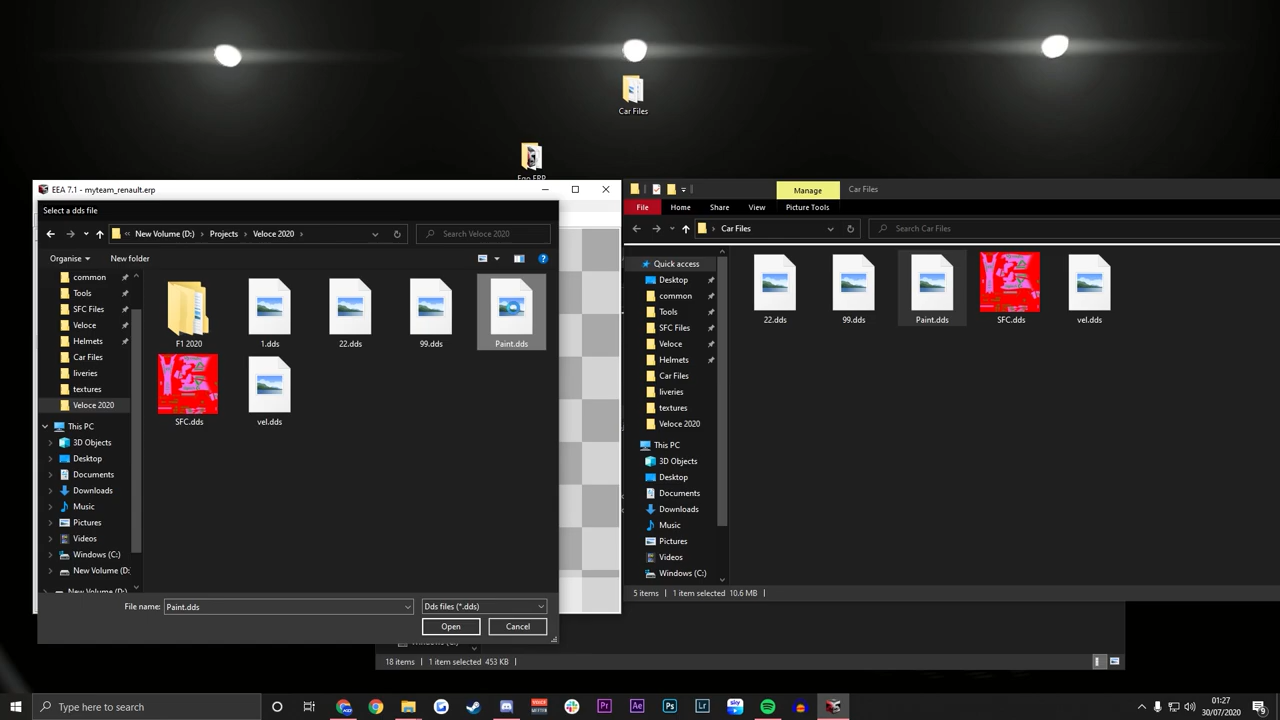 Car Files
Ego ERP
EEA 7.1 - myteam_renault.erp
Select a dds file
New Volume (D:)
Projects
Veloce 2020
Search Veloce 2020
Organise
New folder
common
Tools
SFC Files
Veloce
Helmets
Car Files
liveries
textures
Veloce 2020
This PC
3D Objects
Desktop
Documents
Downloads
Music
Pictures
Videos
Windows (C:)
New Volume (D:
New Volume (D:)
F1 2020
1.dds
22.dds
99.dds
Paint.dds
SFC.dds
vel.dds
File name:
Paint.dds
Dds files (*.dds)
Open
Cancel
Manage
Car Files
File
Home
Share
View
Picture Tools
Car Files
Search Car Files
Quick access
Desktop
common
Tools
SFC Files
Veloce
Helmets
Car Files
liveries
textures
Veloce 2020
This PC
3D Objects
Desktop
Documents
Downloads
Music
Pictures
Videos
Windows (C:)
22.dds
99.dds
Paint.dds
SFC.dds
vel.dds
5 items
1 item selected 10.6 MB
18 items
1 item selected 453 KB
Type here to search
sky
Pr
Ae
Ps
Lr
01:27
30/07/2020